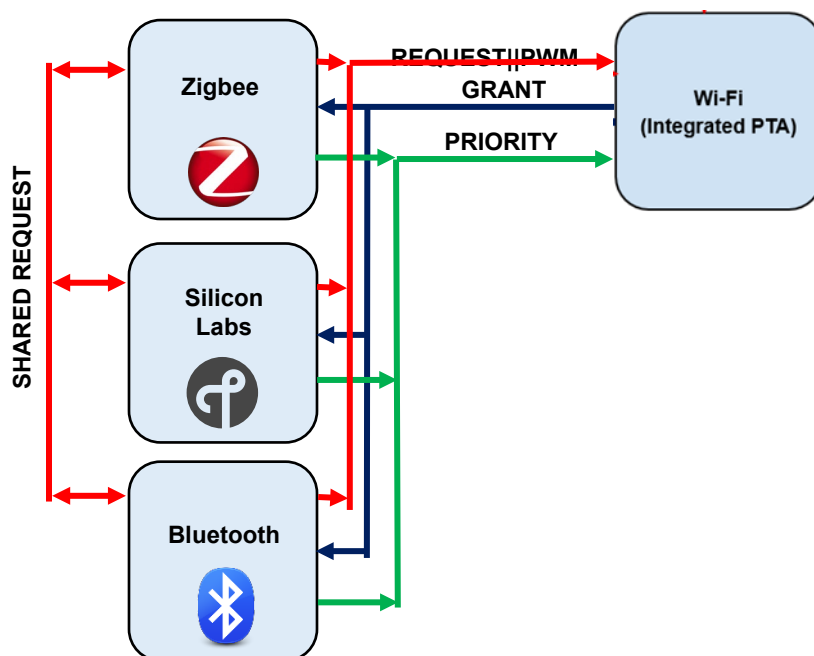 Zigbee
REQUEST||PWM
GRANT
PRIORITY
Wi-Fi
(Integrated PTA)
SHARED REQUEST
Silicon
Labs
Bluetooth